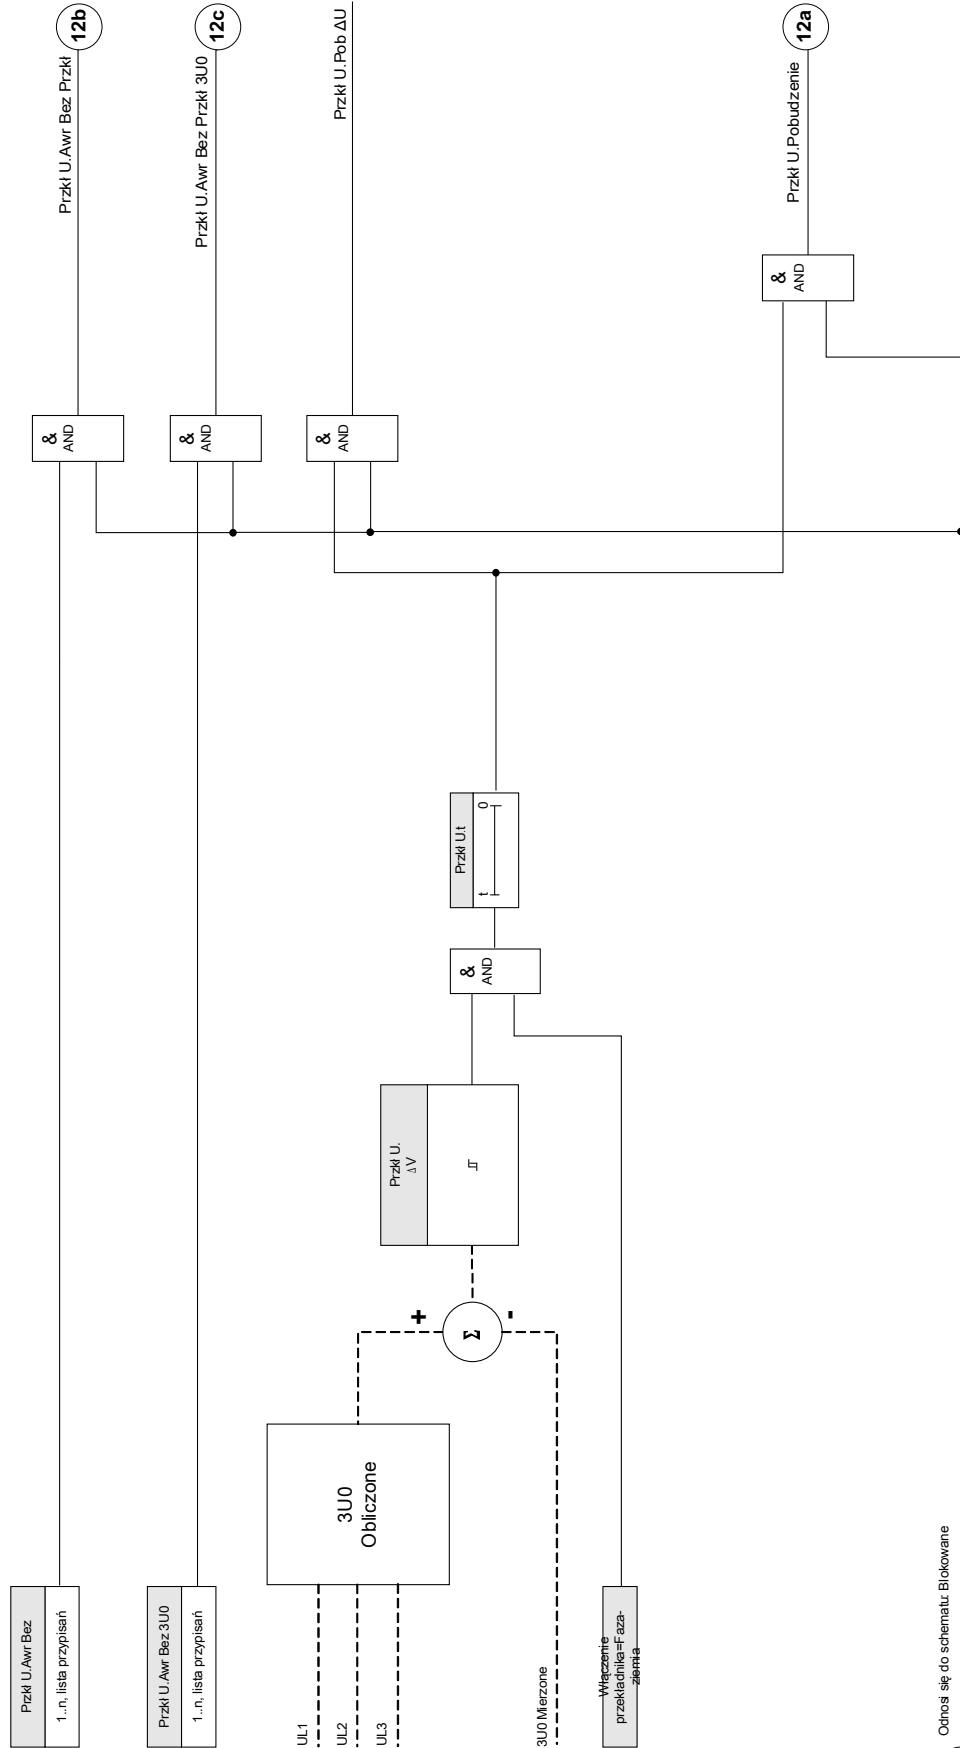 Przkł U.Awr Bez
1..n, lista przypisań
&
AND
Przkł U.Awr Bez Przkł
12b
Przkł U.Awr Bez 3U0
1..n, lista przypisań
&
AND
Przkł U.Awr Bez Przkł 3U0
12c
UL1
UL2
UL3
3U0
Obliczone
+
Σ
-
3U0 Mierzone
Przkł U.
ΔV
&
AND
Przkł U.t
t
0
&
AND
Przkł U.Pob ΔU
Włączenie
przekładnika=Faza-
ziemia
&
AND
Przkł U.Pobudzenie
12a
Odnosi się do schematu: Blokowane